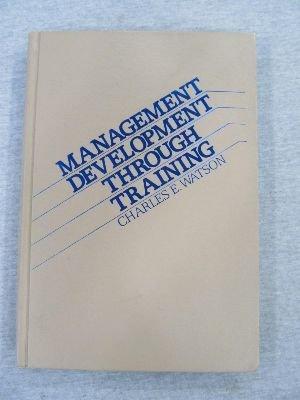 MANAGEMENT
DEVELOPMENT
THROUGH
TRAINING
CHARLES E. WATSON